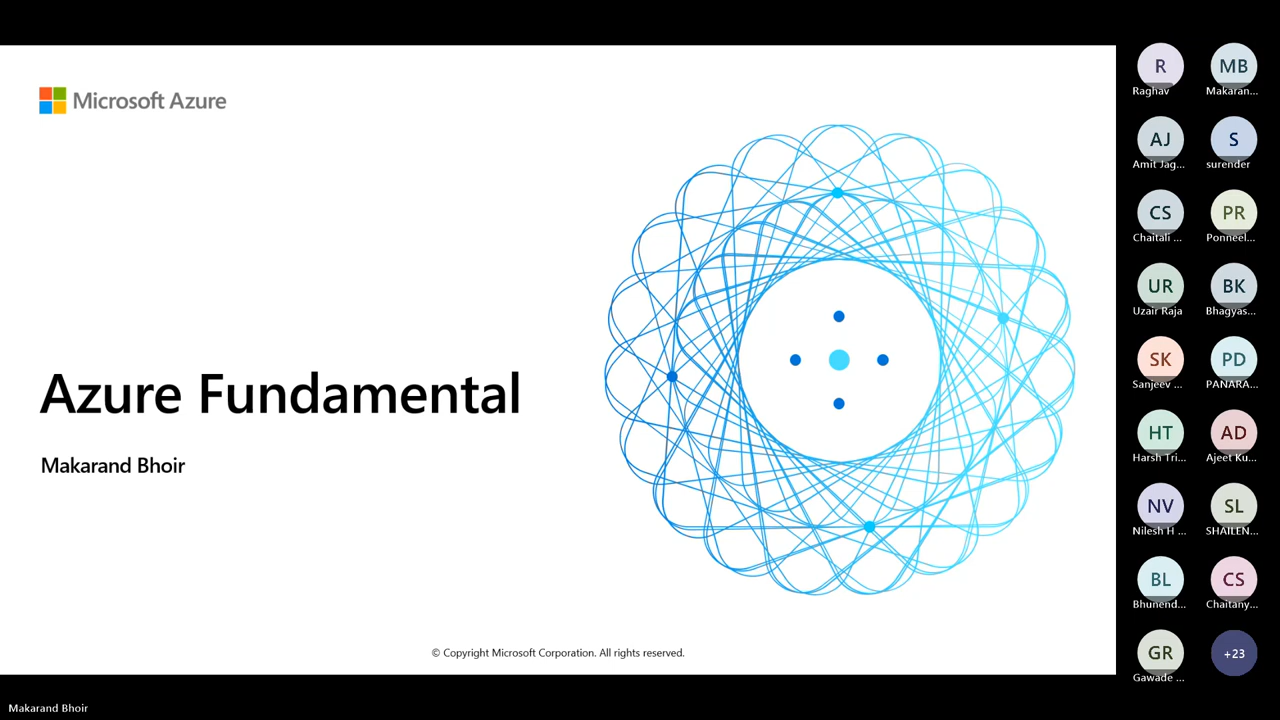 Microsoft Azure
Azure Fundamental
Makarand Bhoir
© Copyright Microsoft Corporation. All rights reserved.
Makarand Bhoir
R
Raghav
MB
Makaran...
AJ
Amit Jag...
S
surender
CS
Chaitali ...
PR
Ponneel...
UR
Uzair Raja
BK
Bhagyas...
SK
Sanjeev ...
PD
PANARA...
HT
Harsh Tri...
AD
Ajeet Ku...
NV
Nilesh H ...
SL
SHAILEN...
BL
Bhunend...
CS
Chaitany...
GR
Gawade ...
+23